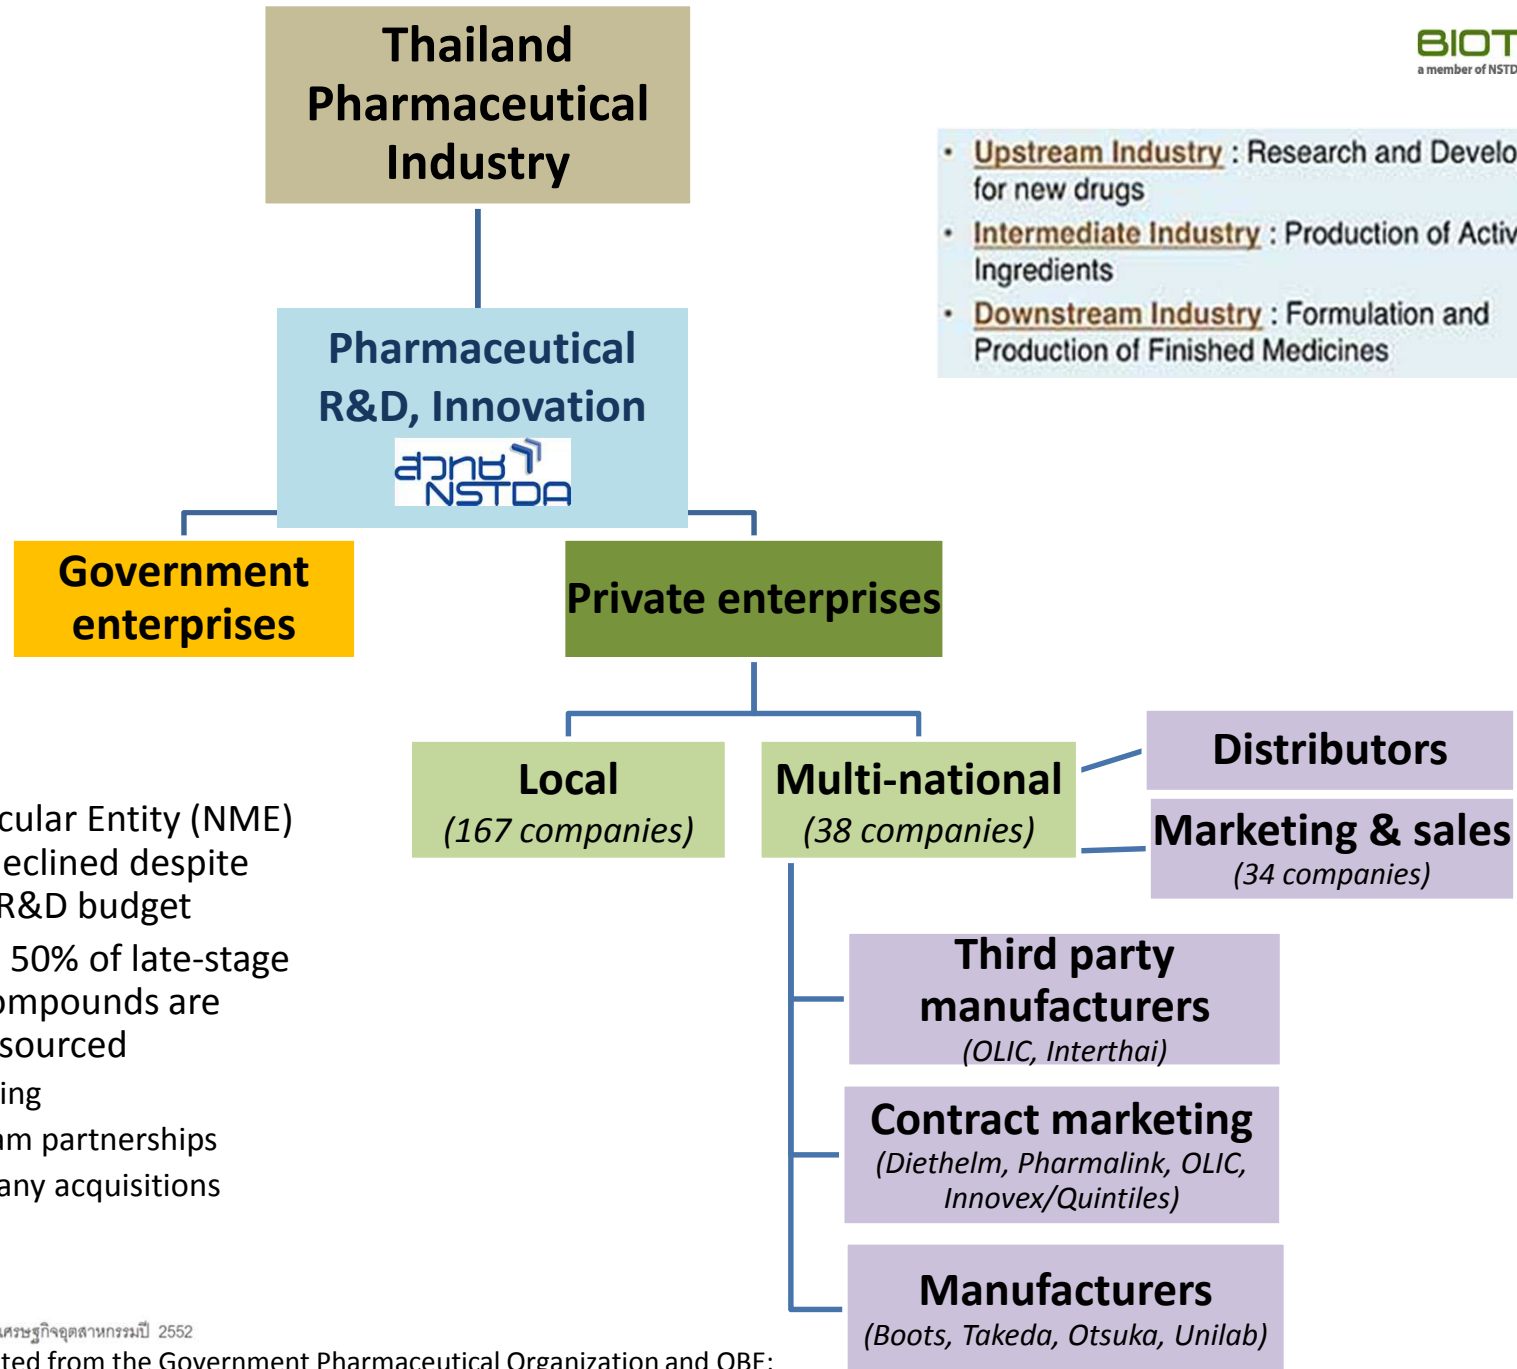 Thailand
Pharmaceutical
Industry
BIOT
a member of NSTD
• Upstream Industry : Research and Develo
for new drugs
• Intermediate Industry : Production of Activ
Ingredients
• Downstream Industry : Formulation and
Production of Finished Medicines
Pharmaceutical
R&D, Innovation
สวทช
NSTDA
Government
enterprises
Private enterprises
Local
(167 companies)
Multi-national
(38 companies)
Distributors
Marketing & sales
(34 companies)
cular Entity (NME)
eclined despite
R&D budget
50% of late-stage
ompounds are
sourced
ing
am partnerships
any acquisitions
Third party
manufacturers
(OLIC, Interthai)
Contract marketing
(Diethelm, Pharmalink, OLIC,
Innovex/Quintiles)
Manufacturers
(Boots, Takeda, Otsuka, Unilab)
เศรษฐกิจอุตสาหกรรมปี 2552
ted from the Government Pharmaceutical Organization and OBE;